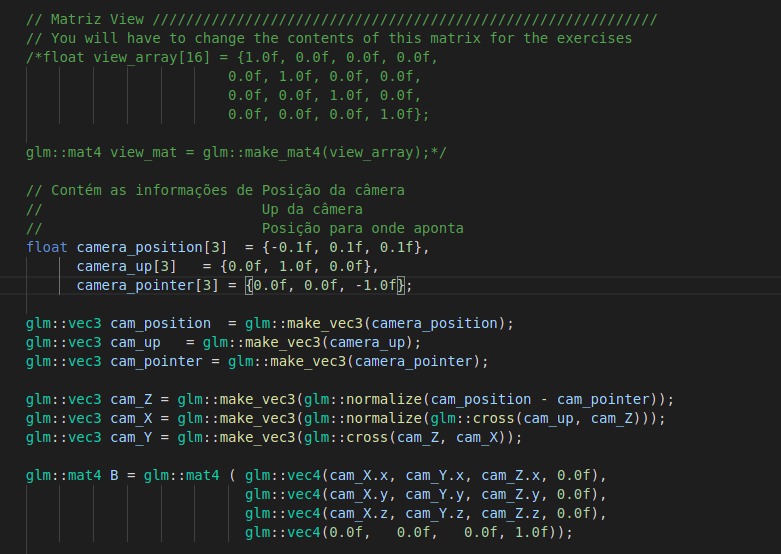 // Matriz View ////////////////////////////////////////////////////////////
// You will have to change the contents of this matrix for the exercises
/*float view_array[16] = {1.0f, 0.0f, 0.0f, 0.0f,
                        0.0f, 1.0f, 0.0f, 0.0f,
                        0.0f, 0.0f, 1.0f, 0.0f,
                        0.0f, 0.0f, 0.0f, 1.0f};
glm::mat4 view_mat = glm::make_mat4(view_array);*/
// Contém as informações de Posição da câmera
//                          Up da câmera
//                          Posição para onde aponta
float camera_position[3]  = {-0.1f, 0.1f, 0.1f},
      camera_up[3]   = {0.0f, 1.0f, 0.0f},
      camera_pointer[3] = {0.0f, 0.0f, -1.0f};
glm::vec3 cam_position  = glm::make_vec3(camera_position);
glm::vec3 cam_up   = glm::make_vec3(camera_up);
glm::vec3 cam_pointer = glm::make_vec3(camera_pointer);
glm::vec3 cam_Z = glm::make_vec3(glm::normalize(cam_position - cam_pointer));
glm::vec3 cam_X = glm::make_vec3(glm::normalize(glm::cross(cam_up, cam_Z)));
glm::vec3 cam_Y = glm::make_vec3(glm::cross(cam_Z, cam_X));
glm::mat4 B = glm::mat4 ( glm::vec4(cam_X.x, cam_Y.x, cam_Z.x, 0.0f),
                          glm::vec4(cam_X.y, cam_Y.y, cam_Z.y, 0.0f),
                          glm::vec4(cam_X.z, cam_Y.z, cam_Z.z, 0.0f),
                          glm::vec4(0.0f,   0.0f,   0.0f, 1.0f));